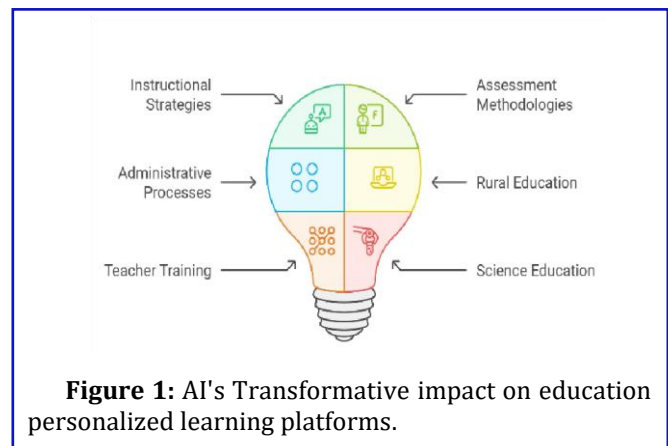 Instructional
Strategies
Assessment
Methodologies
A
F
Administrative
Processes
Rural Education
Teacher Training
Science Education
Figure 1: AI's Transformative impact on education
personalized learning platforms.